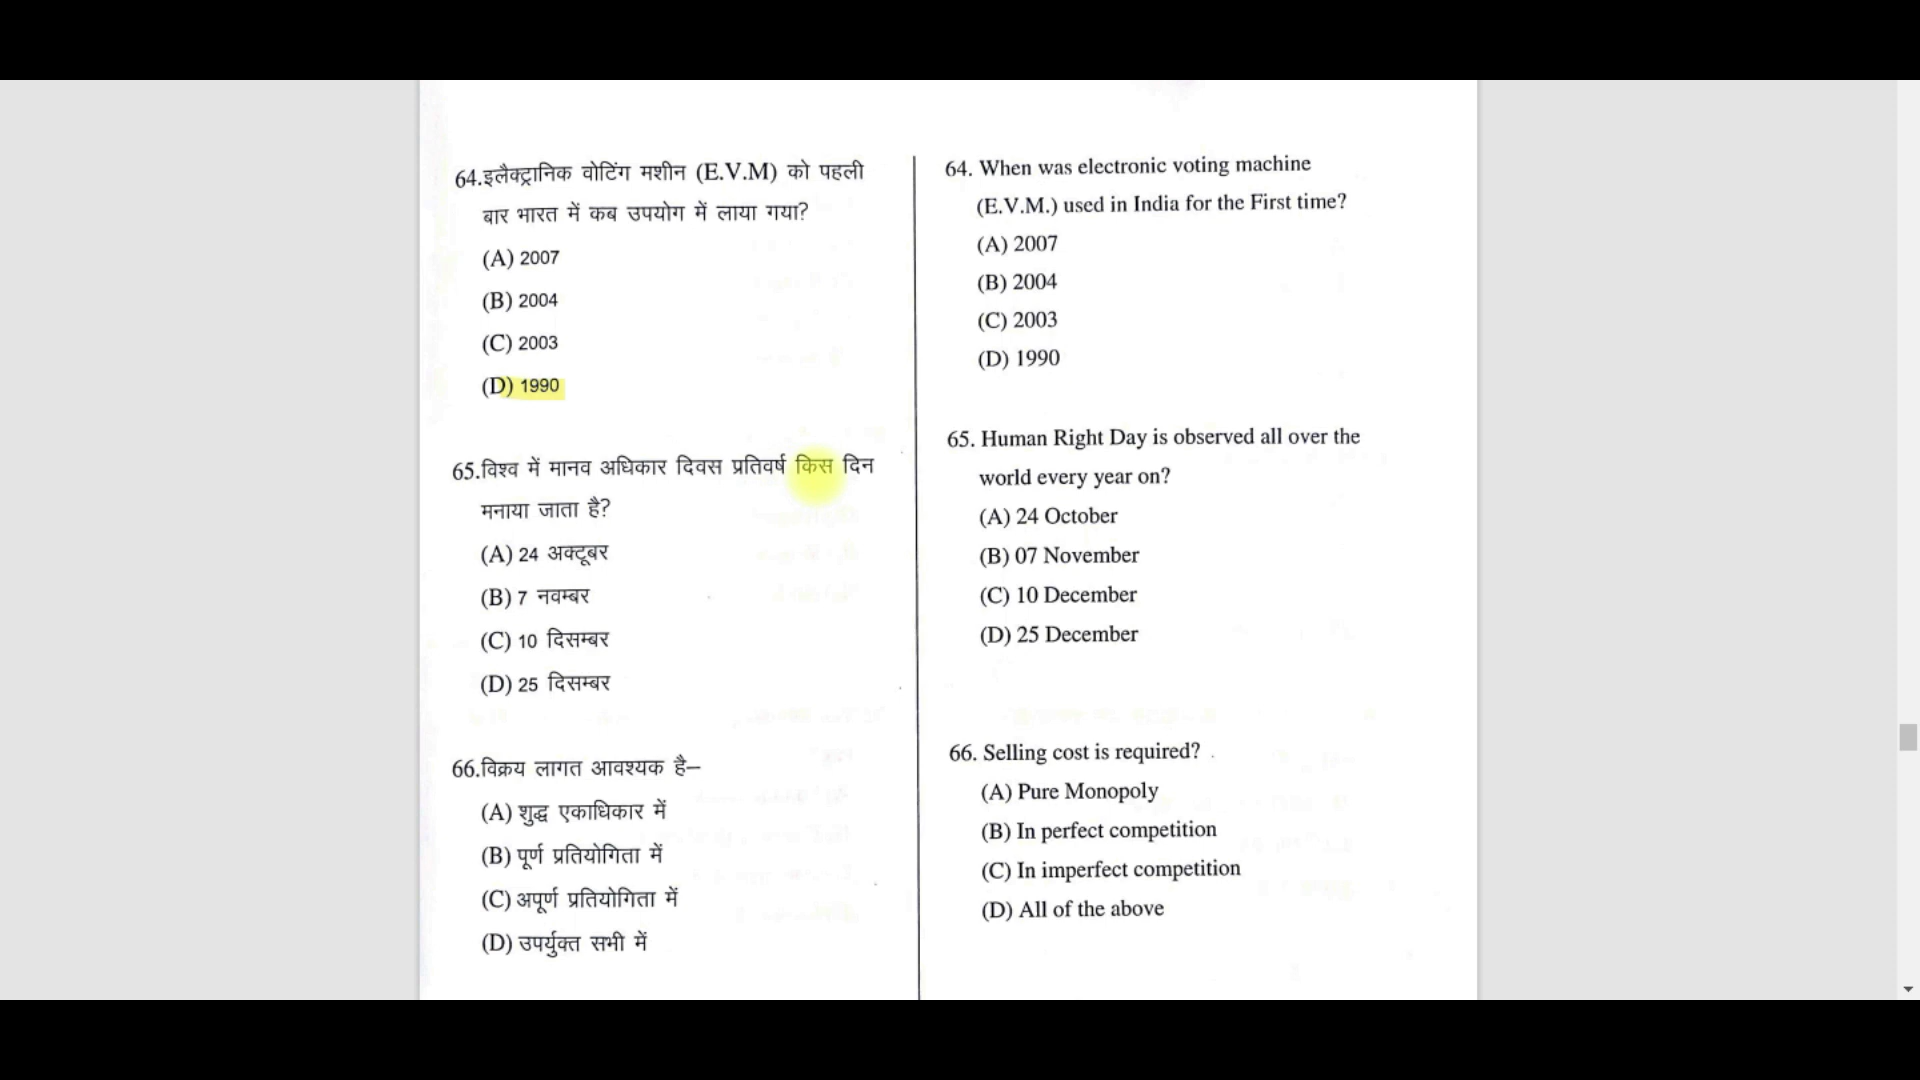 64.इलैक्ट्रानिक वोटिंग मशीन (E.V.M) को पहली
बार भारत में कब उपयोग में लाया गया?
(A) 2007
(B) 2004
(C) 2003
(D) 1990
65.विश्व में मानव अधिकार दिवस प्रतिवर्ष किस दिन
मनाया जाता है?
(A) 24 अक्टूबर
(B) 7 नवम्बर
(C) 10 दिसम्बर
(D) 25 दिसम्बर
66.विक्रय लागत आवश्यक है–
(A) शुद्ध एकाधिकार में
(B) पूर्ण प्रतियोगिता में
(C) अपूर्ण प्रतियोगिता में
(D) उपर्युक्त सभी में
64. When was electronic voting machine
(E.V.M.) used in India for the First time?
(A) 2007
(B) 2004
(C) 2003
(D) 1990
65. Human Right Day is observed all over the
world every year on?
(A) 24 October
(B) 07 November
(C) 10 December
(D) 25 December
66. Selling cost is required?
(A) Pure Monopoly
(B) In perfect competition
(C) In imperfect competition
(D) All of the above